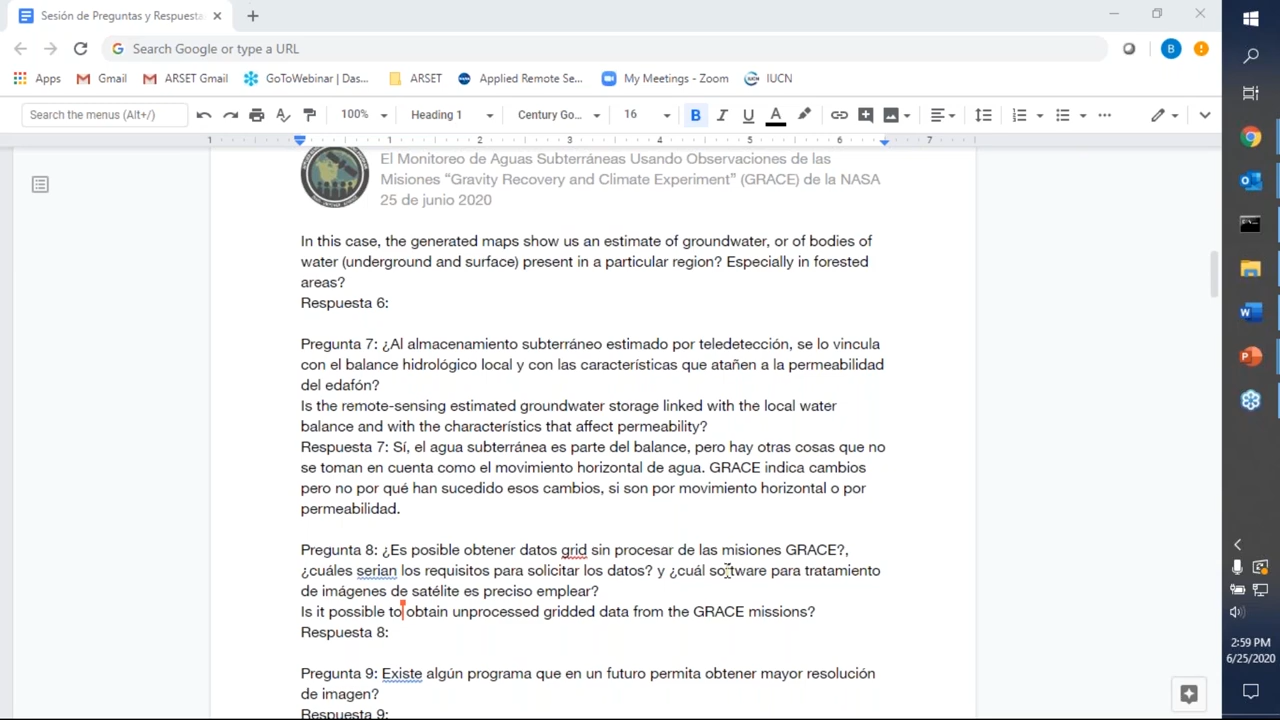 Sesión de Preguntas y Respuesta
Search Google or type a URL
B
Apps Gmail ARSET Gmail GoToWebinar | Das... ARSET Applied Remote Se... My Meetings - Zoom IUCN
Search the menus (Alt+/) 100% Heading 1 Century Go... 16 B I U A
1 1 2 3 4 5 6 7
El Monitoreo de Aguas Subterráneas Usando Observaciones de las
Misiones “Gravity Recovery and Climate Experiment” (GRACE) de la NASA
25 de junio 2020
In this case, the generated maps show us an estimate of groundwater, or of bodies of
water (underground and surface) present in a particular region? Especially in forested
areas?
Respuesta 6:
Pregunta 7: ¿Al almacenamiento subterráneo estimado por teledetección, se lo vincula
con el balance hidrológico local y con las características que atañen a la permeabilidad
del edafón?
Is the remote-sensing estimated groundwater storage linked with the local water
balance and with the characteristics that affect permeability?
Respuesta 7: Sí, el agua subterránea es parte del balance, pero hay otras cosas que no
se toman en cuenta como el movimiento horizontal de agua. GRACE indica cambios
pero no por qué han sucedido esos cambios, si son por movimiento horizontal o por
permeabilidad.
Pregunta 8: ¿Es posible obtener datos grid sin procesar de las misiones GRACE?,
¿cuáles serian los requisitos para solicitar los datos? y ¿cuál software para tratamiento
de imágenes de satélite es preciso emplear?
Is it possible to obtain unprocessed gridded data from the GRACE missions?
Respuesta 8:
Pregunta 9: Existe algún programa que en un futuro permita obtener mayor resolución
de imagen?
Respuesta 9:
2:59 PM
6/25/2020